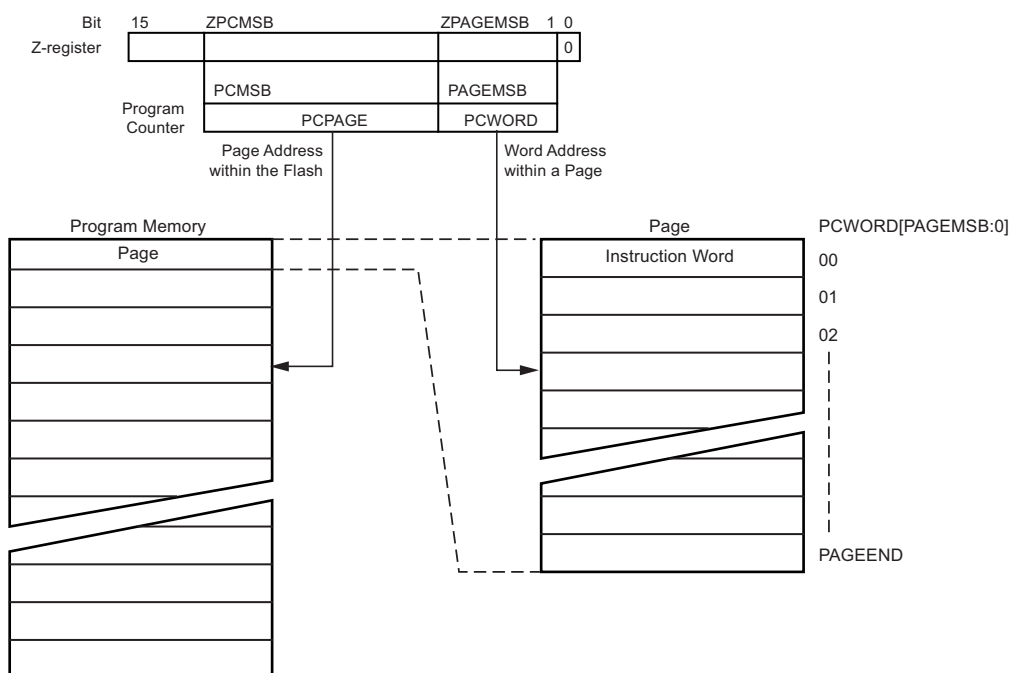 Bit 15 ZPCMSB ZPAGEMSB 1 0
Z-register 0
PCMSB PAGEMSB
Program
Counter
PCPAGE PCWORD
Page Address
within the Flash
Word Address
within a Page
Program Memory Page PCWORD[PAGEMSB:0]
Page Instruction Word 00
01
02
PAGEEND